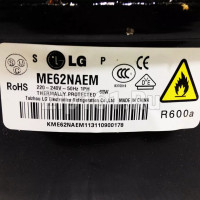 S LG P
ME62NAEM
RoHS 220 - 240V ~ 50Hz 1PH
THERMALLY PROTECTED
Taizhou LG Electronics Refrigeration Co.,Ltd
MADE IN CHINA
R600a
KME62NAEM113110900178